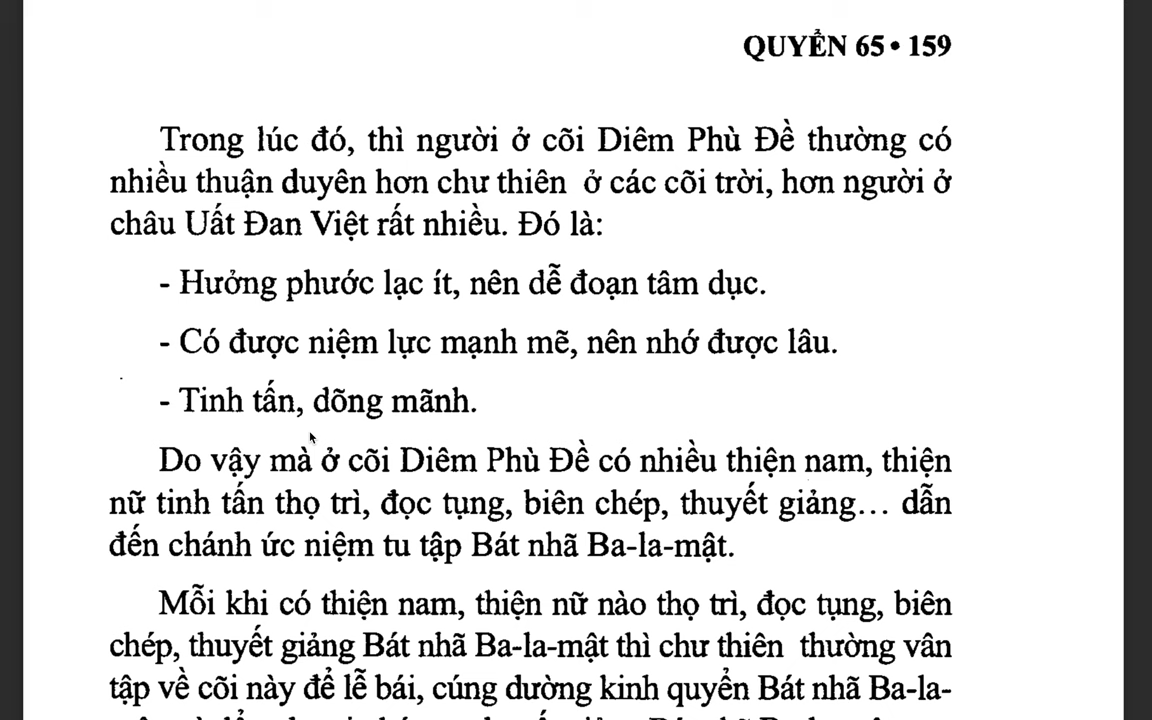 QUYỂN 65 • 159
Trong lúc đó, thì người ở cõi Diêm Phù Đề thường có
nhiều thuận duyên hơn chư thiên ở các cõi trời, hơn người ở
châu Uất Đan Việt rất nhiều. Đó là:
- Hưởng phước lạc ít, nên dễ đoạn tâm dục.
- Có được niệm lực mạnh mẽ, nên nhớ được lâu.
- Tinh tấn, dõng mãnh.
Do vậy mà ở cõi Diêm Phù Đề có nhiều thiện nam, thiện
nữ tinh tấn thọ trì, đọc tụng, biên chép, thuyết giảng... dẫn
đến chánh ức niệm tu tập Bát nhã Ba-la-mật.
Mỗi khi có thiện nam, thiện nữ nào thọ trì, đọc tụng, biên
chép, thuyết giảng Bát nhã Ba-la-mật thì chư thiên thường vân
tập về cõi này để lễ bái, cúng dường kinh quyển Bát nhã Ba-la-